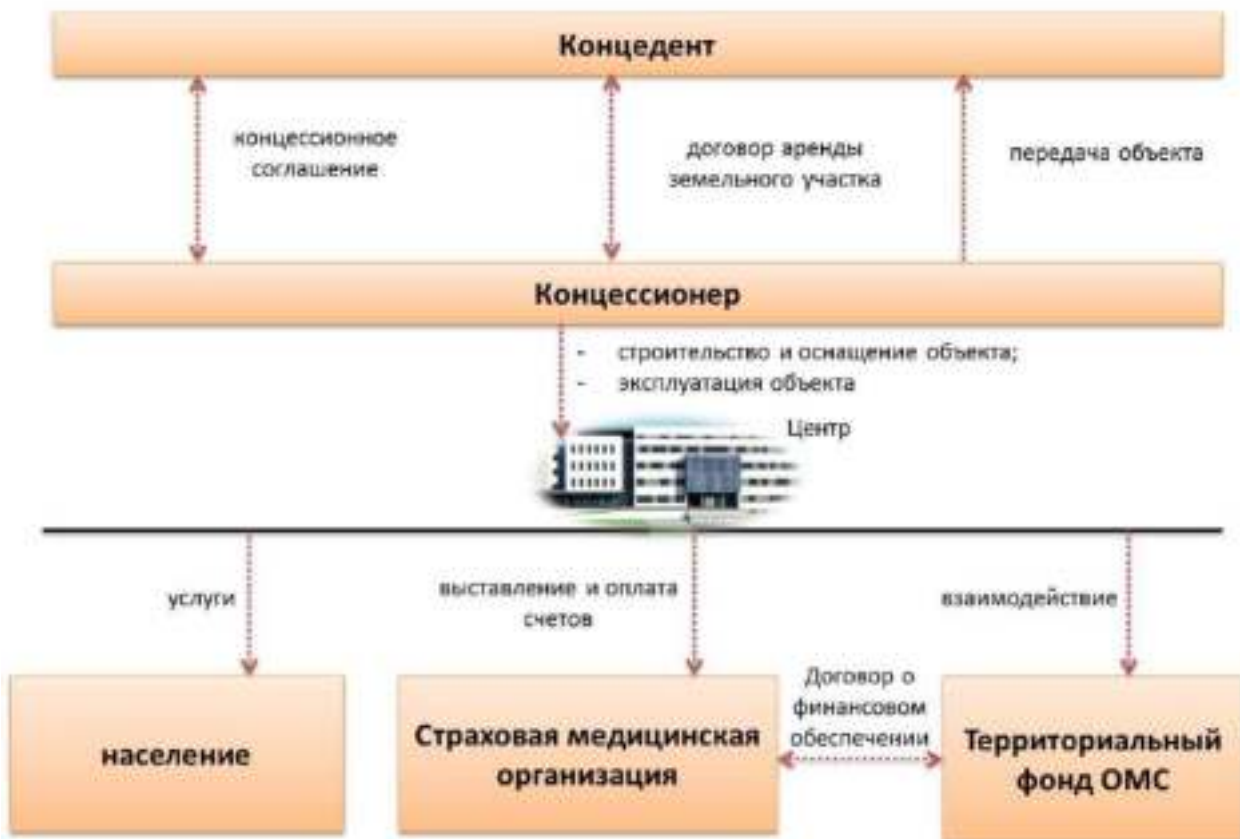 Концедент
концессионное
соглашение
договор аренды
земельного участка
передача объекта
Концессионер
- строительство и оснащение объекта;
- эксплуатация объекта
Центр
услуги
выставление и оплата
счетов
взаимодействие
население
Страховая медицинская
организация
Договор о
финансовом
обеспечении
Территориальный
фонд ОМС